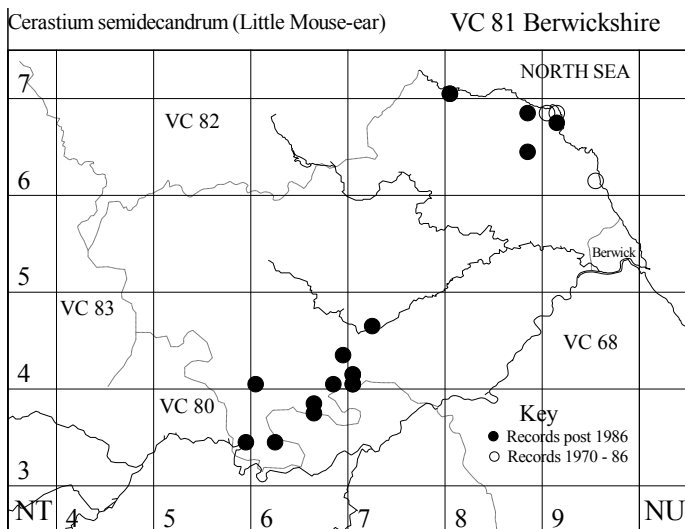 Cerastium semidecandrum (Little Mouse-ear) VC 81 Berwickshire
7
NORTH SEA
VC 82
6
Berwick
5
VC 83
VC 68
4
VC 80
Key
Records post 1986
Records 1970 - 86
3
NT 4 5 6 7 8 9 NU